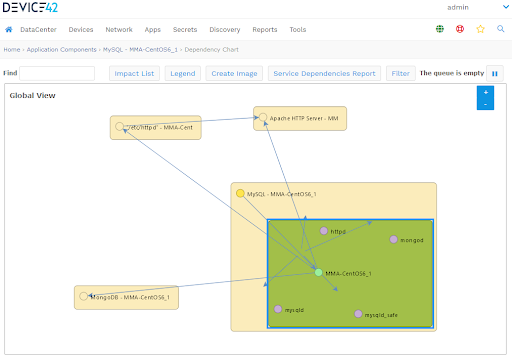 DEVICE42
admin
DataCenter Devices Network Apps Secrets Discovery Reports Tools
Home › Application Components › MySQL - MMA-CentOS6_1 › Dependency Chart
Find Impact List Legend Create Image Service Dependencies Report Filter The queue is empty
Global View
+
-
Apache HTTP Server - MM
'/etc/httpd' - MMA-Cent
MySQL - MMA-CentOS6_1
httpd
mongod
MMA-CentOS6_1
MongoDB - MMA-CentOS6_1
mysqld
mysqld_safe